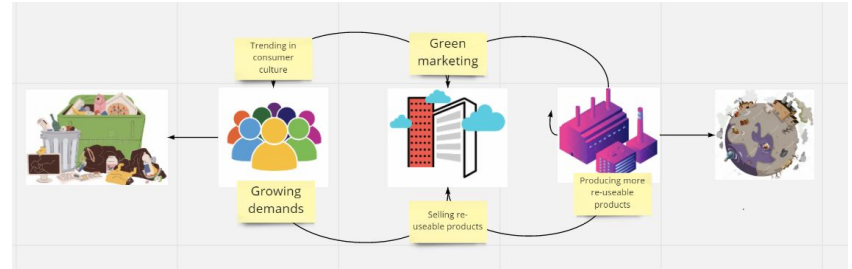 Trending in
consumer
culture
Green
marketing
Growing
demands
Selling re-
useable products
Producing more
re-useable
products